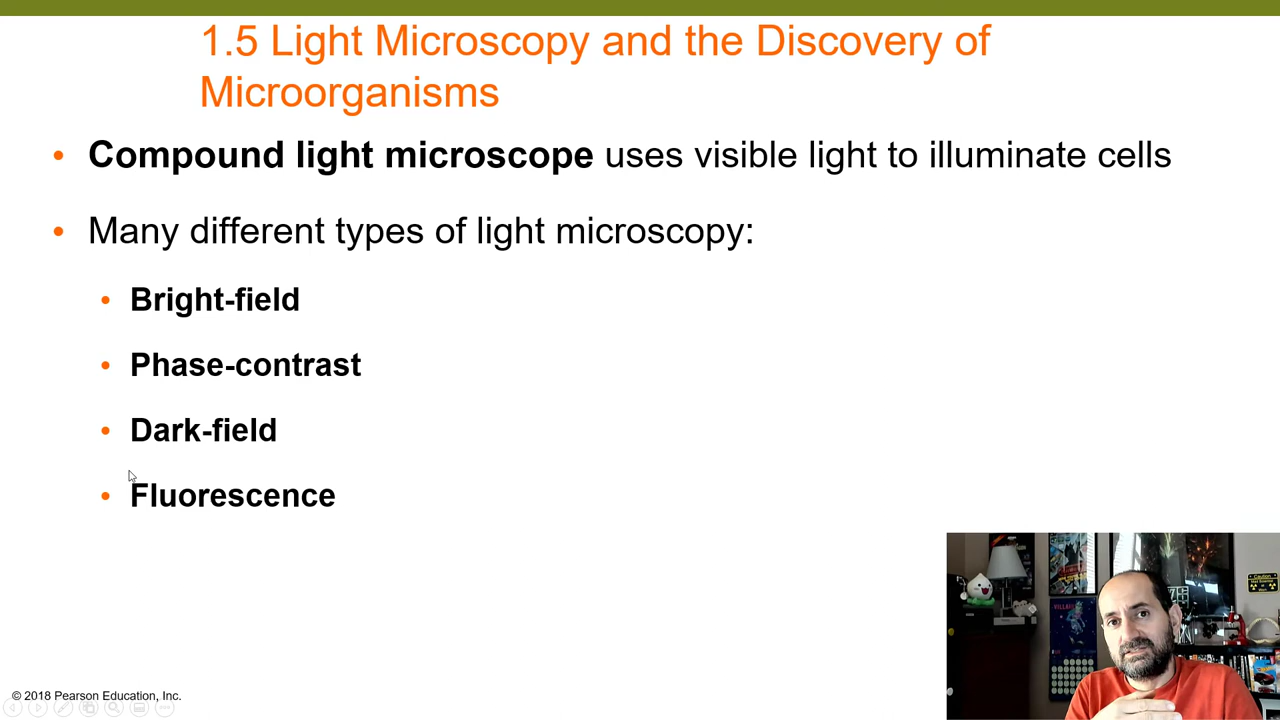 1.5 Light Microscopy and the Discovery of
Microorganisms
• Compound light microscope uses visible light to illuminate cells
• Many different types of light microscopy:
• Bright-field
• Phase-contrast
• Dark-field
• Fluorescence
Caution
© 2018 Pearson Education, Inc.